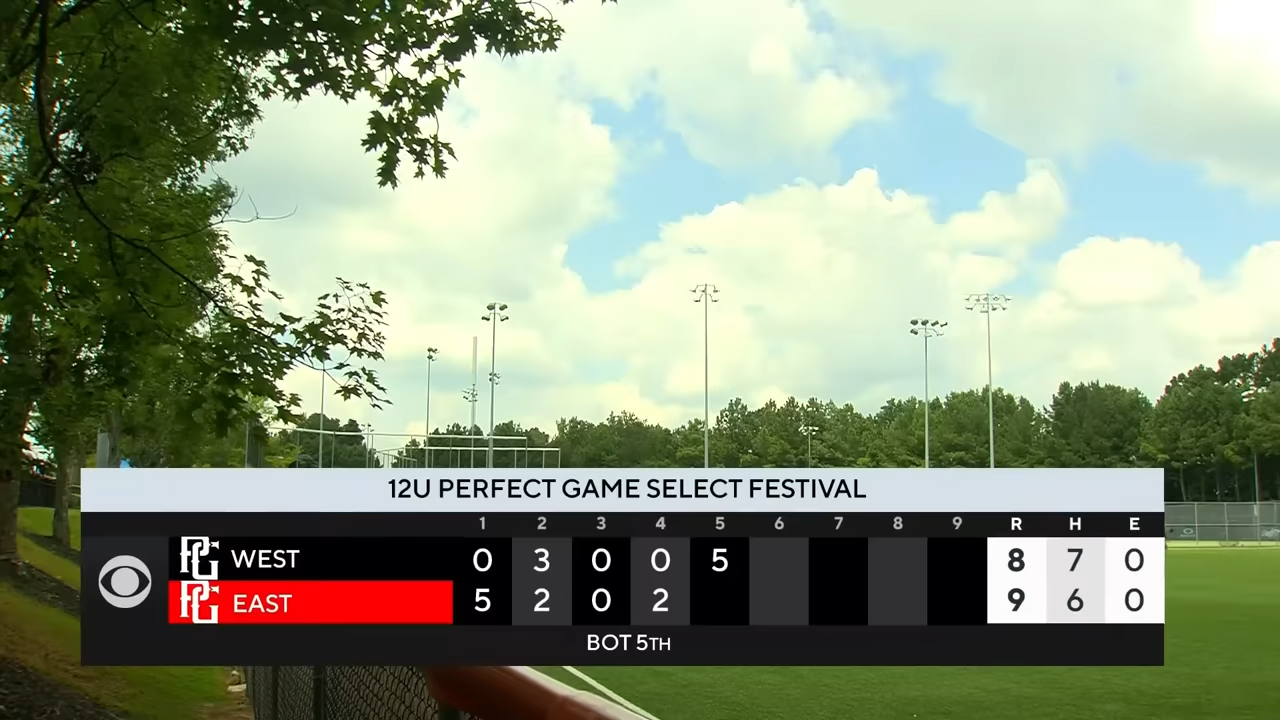 12U PERFECT GAME SELECT FESTIVAL
1 2 3 4 5 6 7 8 9 R H E
PG WEST 0 3 0 0 5 8 7 0
PG EAST 5 2 0 2 9 6 0
BOT 5TH